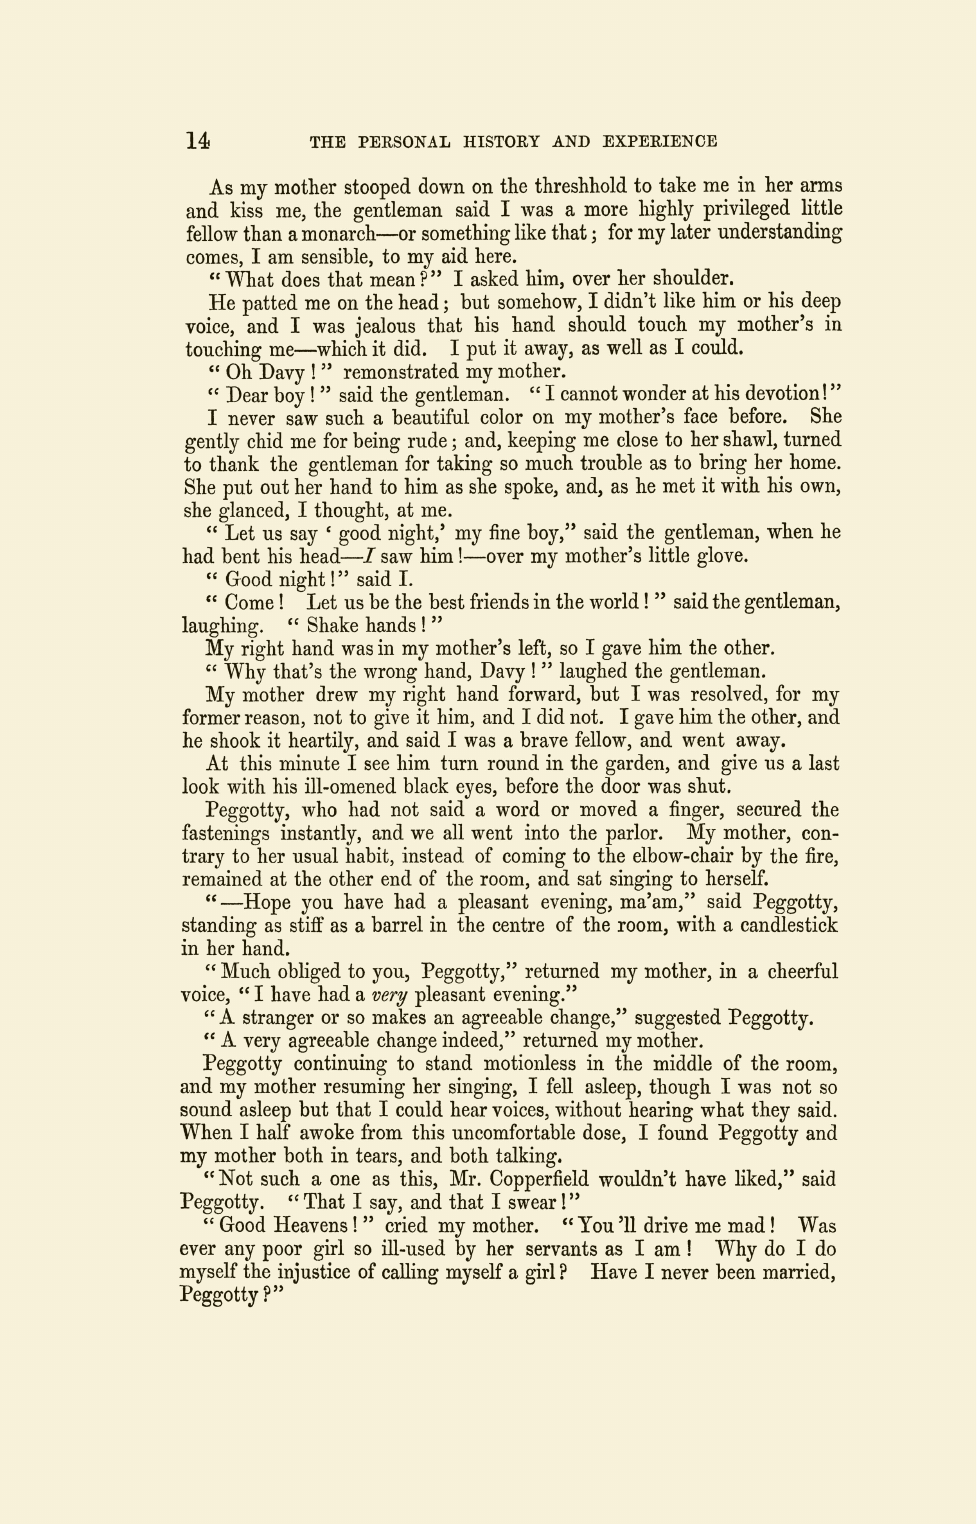 14 THE PERSONAL HISTORY AND EXPERIENCE
As my mother stooped down on the threshhold to take me in her arms
and kiss me, the gentleman said I was a more highly privileged little
fellow than a monarch—or something like that; for my later understanding
comes, I am sensible, to my aid here.
"What does that mean?" I asked him, over her shoulder.
He patted me on the head; but somehow, I didn't like him or his deep
voice, and I was jealous that his hand should touch my mother's in
touching me—which it did. I put it away, as well as I could.
"Oh Davy!" remonstrated my mother.
"Dear boy!" said the gentleman. "I cannot wonder at his devotion!"
I never saw such a beautiful color on my mother's face before. She
gently chid me for being rude; and, keeping me close to her shawl, turned
to thank the gentleman for taking so much trouble as to bring her home.
She put out her hand to him as she spoke, and, as he met it with his own,
she glanced, I thought, at me.
"Let us say 'good night,' my fine boy," said the gentleman, when he
had bent his head—I saw him!—over my mother's little glove.
"Good night!" said I.
"Come! Let us be the best friends in the world!" said the gentleman,
laughing. "Shake hands!"
My right hand was in my mother's left, so I gave him the other.
"Why that's the wrong hand, Davy!" laughed the gentleman.
My mother drew my right hand forward, but I was resolved, for my
former reason, not to give it him, and I did not. I gave him the other, and
he shook it heartily, and said I was a brave fellow, and went away.
At this minute I see him turn round in the garden, and give us a last
look with his ill-omened black eyes, before the door was shut.
Peggotty, who had not said a word or moved a finger, secured the
fastenings instantly, and we all went into the parlor. My mother, con-
trary to her usual habit, instead of coming to the elbow-chair by the fire,
remained at the other end of the room, and sat singing to herself.
"—Hope you have had a pleasant evening, ma'am," said Peggotty,
standing as stiff as a barrel in the centre of the room, with a candlestick
in her hand.
"Much obliged to you, Peggotty," returned my mother, in a cheerful
voice, "I have had a very pleasant evening."
"A stranger or so makes an agreeable change," suggested Peggotty.
"A very agreeable change indeed," returned my mother.
Peggotty continuing to stand motionless in the middle of the room,
and my mother resuming her singing, I fell asleep, though I was not so
sound asleep but that I could hear voices, without hearing what they said.
When I half awoke from this uncomfortable dose, I found Peggotty and
my mother both in tears, and both talking.
"Not such a one as this, Mr. Copperfield wouldn't have liked," said
Peggotty. "That I say, and that I swear!"
"Good Heavens!" cried my mother. "You'll drive me mad! Was
ever any poor girl so ill-used by her servants as I am! Why do I do
myself the injustice of calling myself a girl? Have I never been married,
Peggotty?"